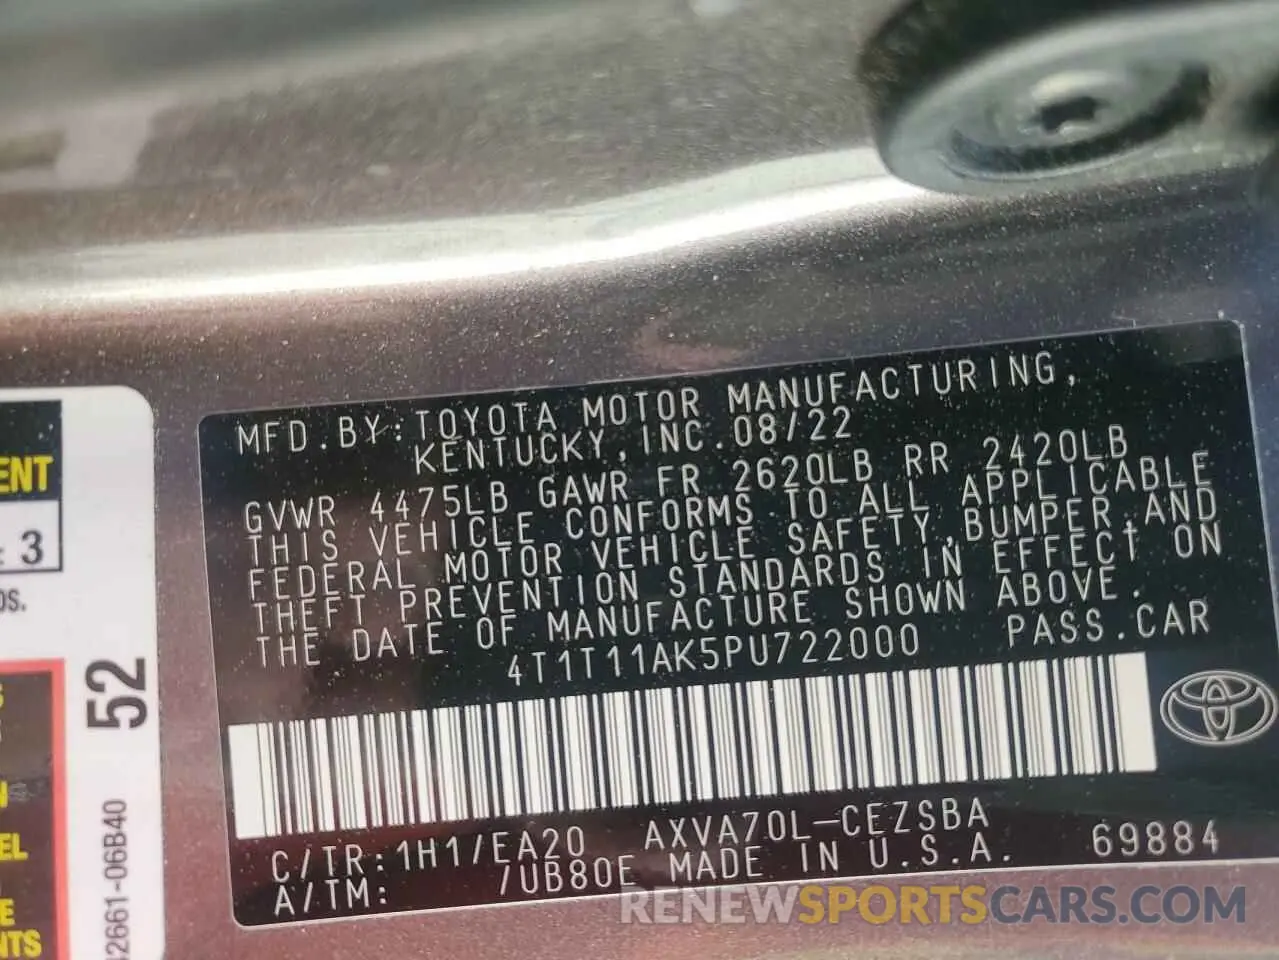 MFD.BY:TOYOTA MOTOR MANUFACTURING,
KENTUCKY,INC.08/22
GVWR 4475LB GAWR FR 2620LB RR 2420LB
THIS VEHICLE CONFORMS TO ALL APPLICABLE
FEDERAL MOTOR VEHICLE SAFETY,BUMPER,AND
THEFT PREVENTION STANDARDS IN EFFECT ON
THE DATE OF MANUFACTURE SHOWN ABOVE.
4T1T11AK5PU722000 PASS.CAR
C/TR:1H1/EA20 AXVA70L-CEZSBA
A/TM: /UB80E MADE IN U.S.A. 69884
ENT
3
52
42661-06B40
EL
NTS
RENEWSPORTSCARS.COM